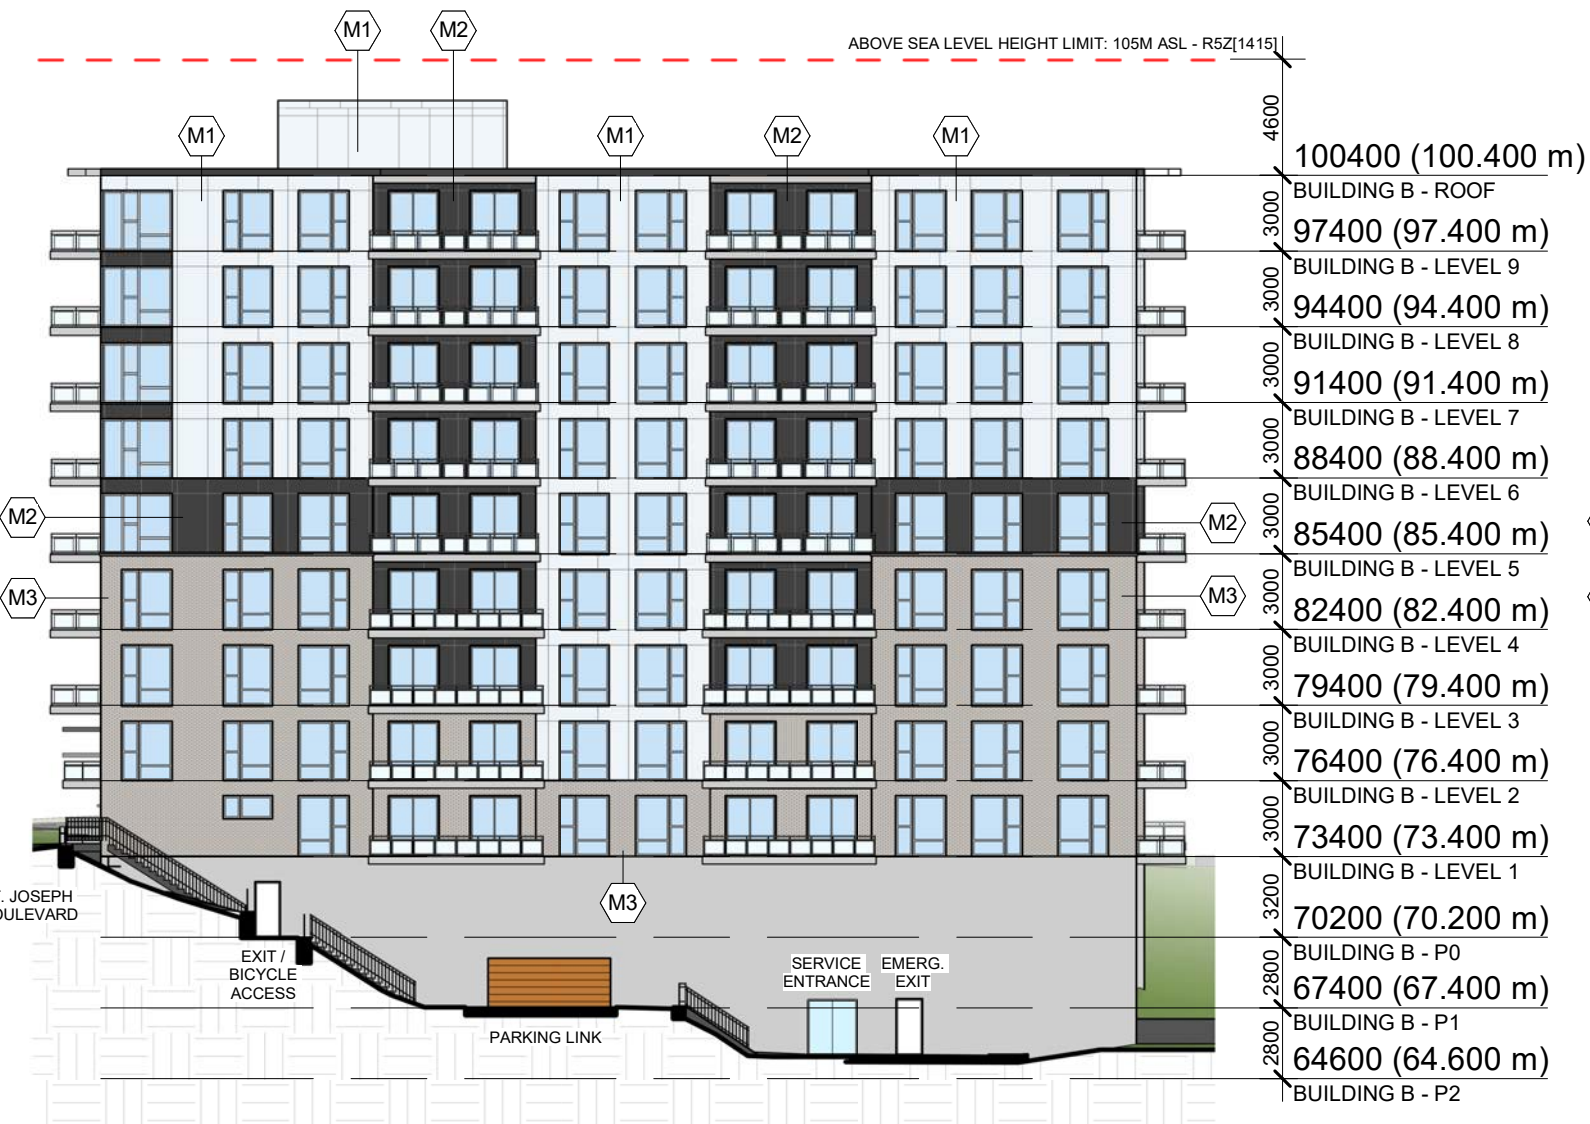 M1
M2
ABOVE SEA LEVEL HEIGHT LIMIT: 105M ASL - R5Z[1415]
4600
M1
M1
M2
M1
100400 (100.400 m)
BUILDING B - ROOF
3000
97400 (97.400 m)
BUILDING B - LEVEL 9
3000
94400 (94.400 m)
BUILDING B - LEVEL 8
3000
91400 (91.400 m)
BUILDING B - LEVEL 7
3000
88400 (88.400 m)
BUILDING B - LEVEL 6
M2
M2
3000
85400 (85.400 m)
BUILDING B - LEVEL 5
M3
M3
3000
82400 (82.400 m)
BUILDING B - LEVEL 4
3000
79400 (79.400 m)
BUILDING B - LEVEL 3
3000
76400 (76.400 m)
BUILDING B - LEVEL 2
3000
73400 (73.400 m)
BUILDING B - LEVEL 1
M3
3200
70200 (70.200 m)
BUILDING B - P0
2800
67400 (67.400 m)
BUILDING B - P1
2800
64600 (64.600 m)
BUILDING B - P2
JOSEPH
OULEVARD
EXIT /
BICYCLE
ACCESS
PARKING LINK
SERVICE
ENTRANCE
EMERG.
EXIT